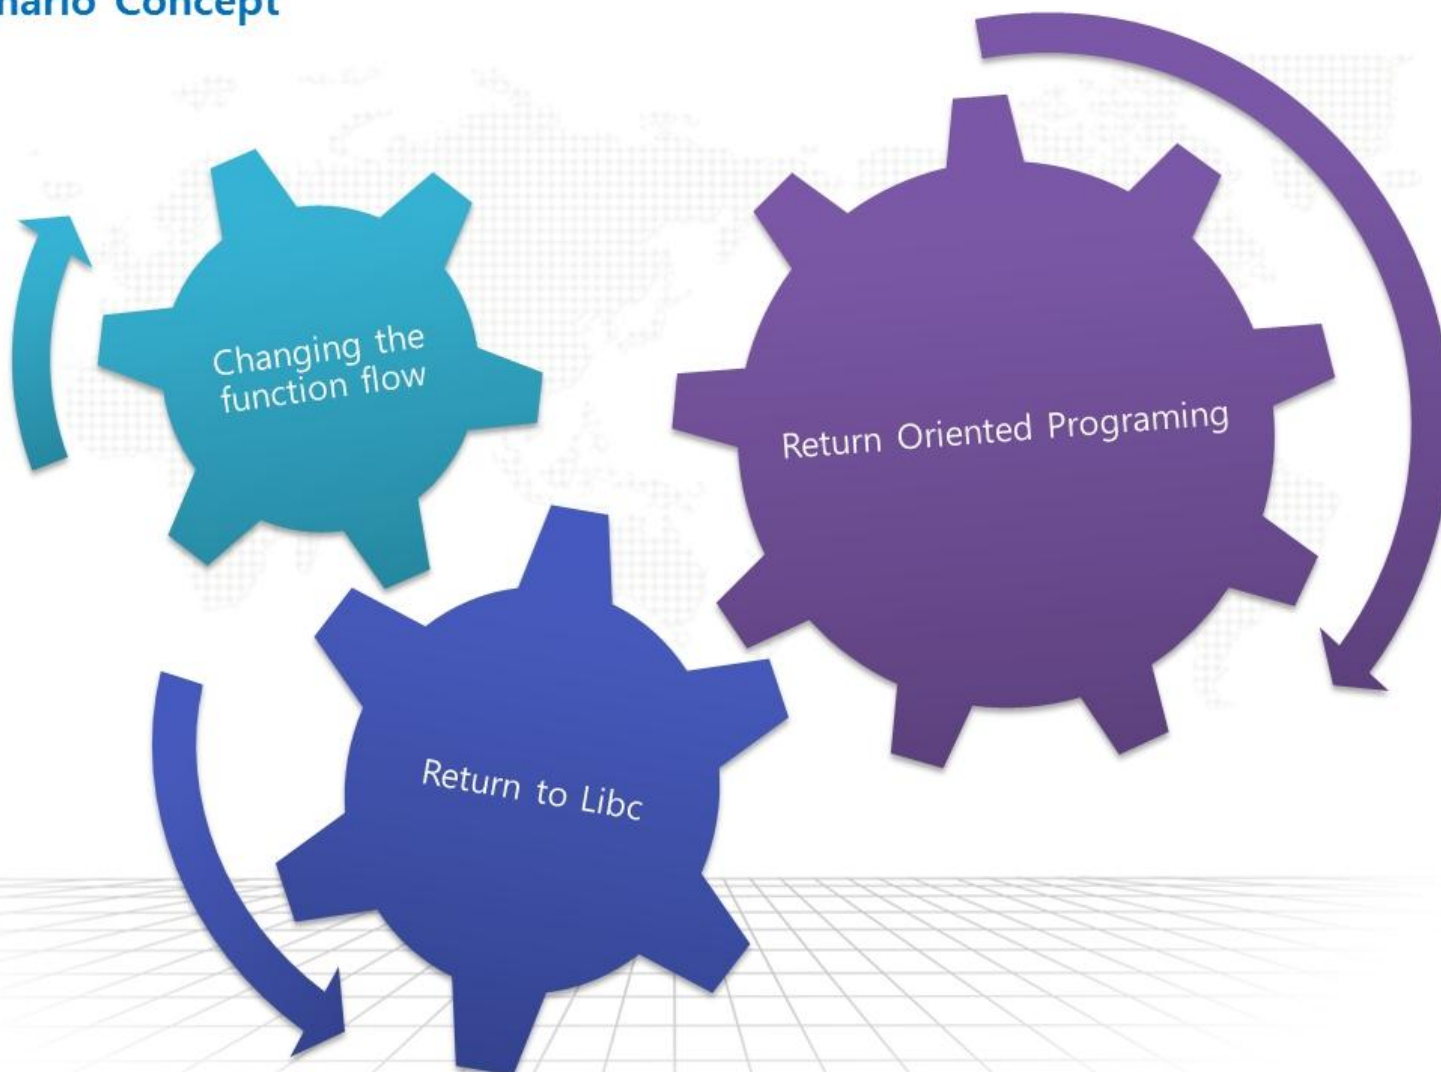 nario Concept
Changing the
function flow
Return Oriented Programing
Return to Libc